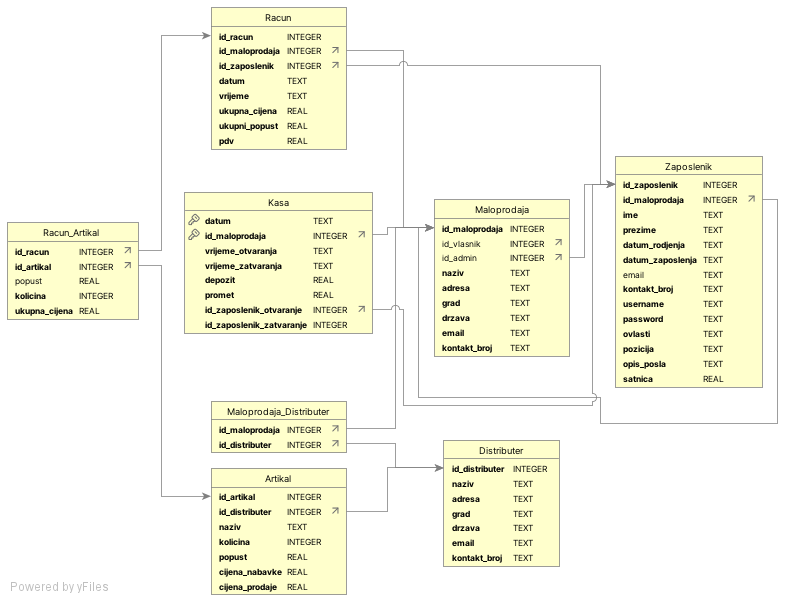 Racun
id_racun INTEGER
id_maloprodaja INTEGER
id_zaposlenik INTEGER
datum TEXT
vrijeme TEXT
ukupna_cijena REAL
ukupni_popust REAL
pdv REAL
Racun_Artikal
id_racun INTEGER
id_artikal INTEGER
popust REAL
kolicina INTEGER
ukupna_cijena REAL
Kasa
datum TEXT
id_maloprodaja INTEGER
vrijeme_otvaranja TEXT
vrijeme_zatvaranja TEXT
depozit REAL
promet REAL
id_zaposlenik_otvaranje INTEGER
id_zaposlenik_zatvaranje INTEGER
Maloprodaja
id_maloprodaja INTEGER
id_vlasnik INTEGER
id_admin INTEGER
naziv TEXT
adresa TEXT
grad TEXT
drzava TEXT
email TEXT
kontakt_broj TEXT
Zaposlenik
id_zaposlenik INTEGER
id_maloprodaja INTEGER
ime TEXT
prezime TEXT
datum_rodjenja TEXT
datum_zaposlenja TEXT
email TEXT
kontakt_broj TEXT
username TEXT
password TEXT
ovlasti TEXT
pozicija TEXT
opis_posla TEXT
satnica REAL
Maloprodaja_Distributer
id_maloprodaja INTEGER
id_distributer INTEGER
Artikal
id_artikal INTEGER
id_distributer INTEGER
naziv TEXT
kolicina INTEGER
popust REAL
cijena_nabavke REAL
cijena_prodaje REAL
Distributer
id_distributer INTEGER
naziv TEXT
adresa TEXT
grad TEXT
drzava TEXT
email TEXT
kontakt_broj TEXT
Powered by yFiles